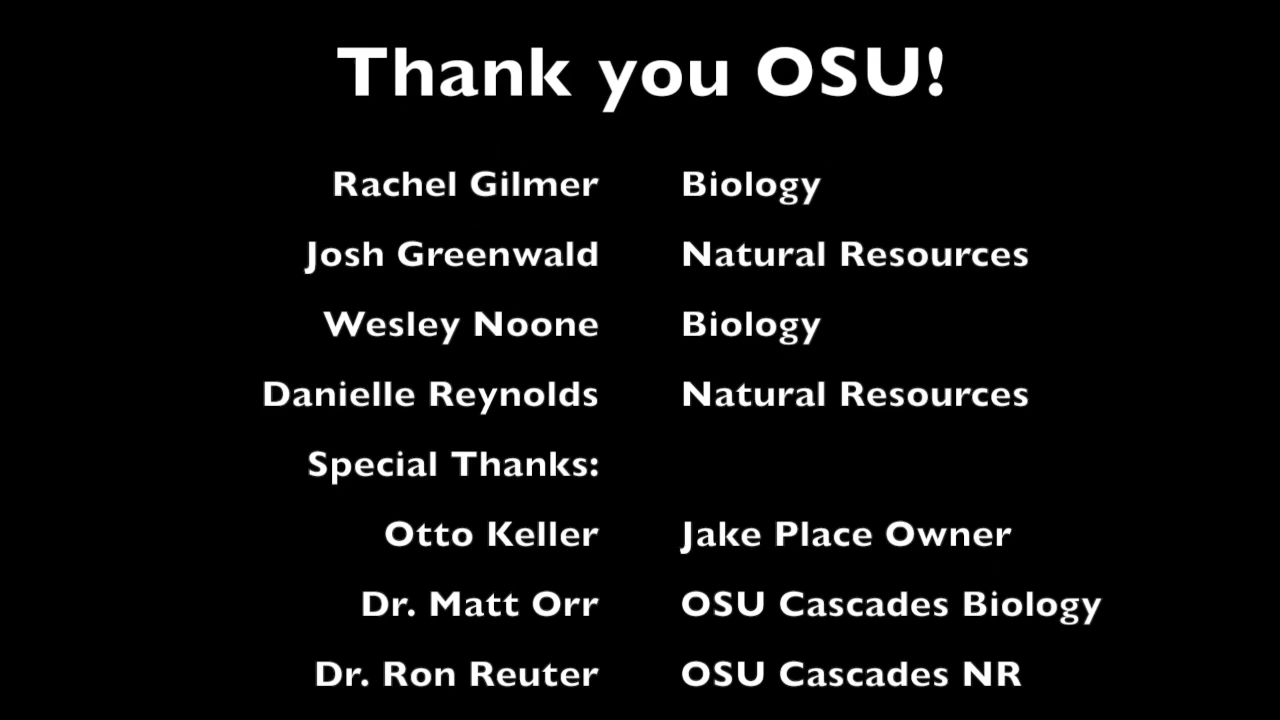 Thank you OSU!
Rachel Gilmer Biology
Josh Greenwald Natural Resources
Wesley Noone Biology
Danielle Reynolds Natural Resources
Special Thanks:
Otto Keller Jake Place Owner
Dr. Matt Orr OSU Cascades Biology
Dr. Ron Reuter OSU Cascades NR